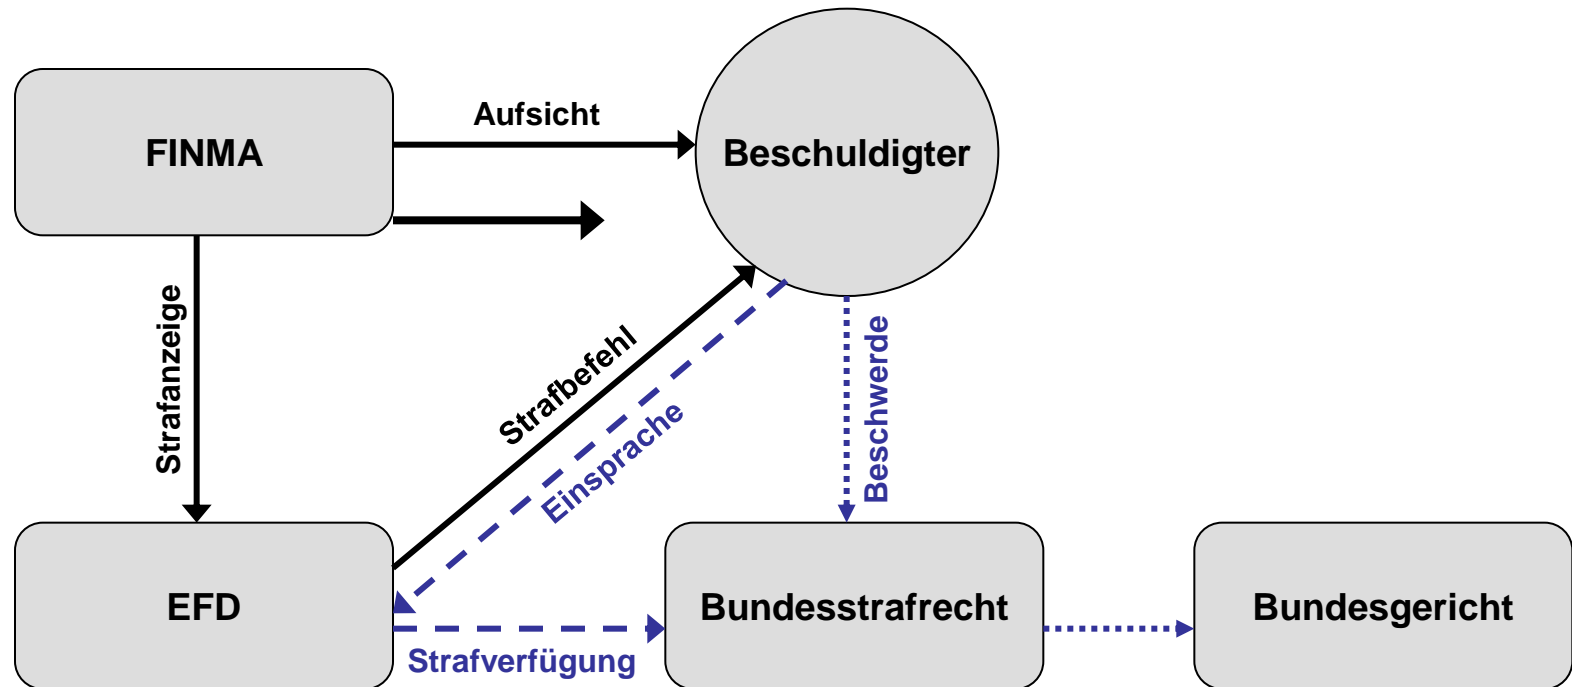 Aufsicht
FINMA
Beschuldigter
Strafanzeige
Strafbefehl
Einsprache
Beschwerde
EFD
Bundesstrafrecht
Bundesgericht
Strafverfügung